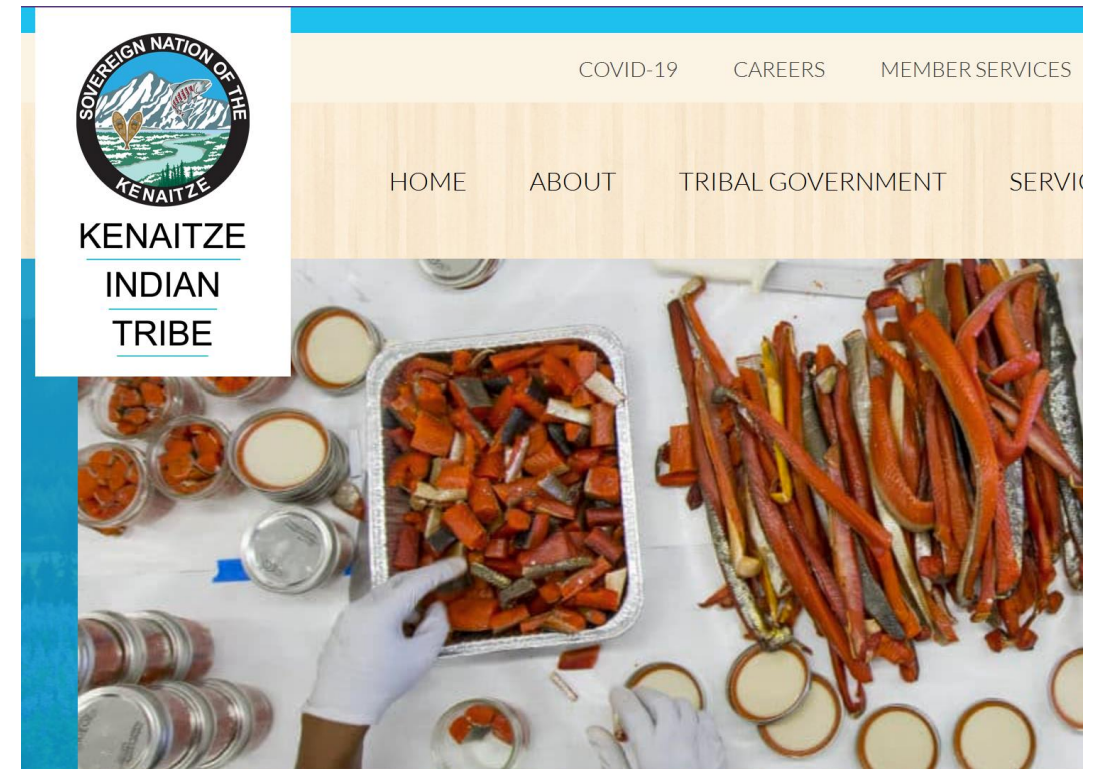 SOVEREIGN NATION OF THE
KENAITZE
KENAITZE
INDIAN
TRIBE
COVID-19 CAREERS MEMBER SERVICES
HOME ABOUT TRIBAL GOVERNMENT